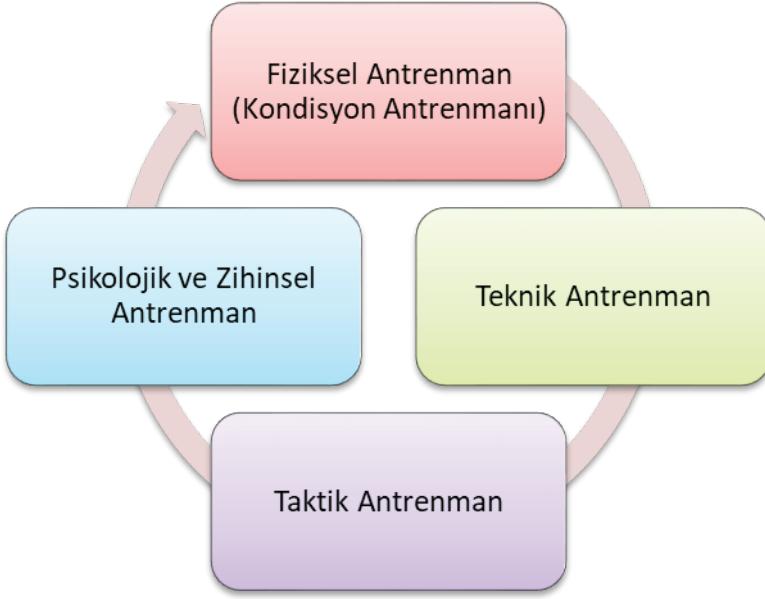 Fiziksel Antrenman
(Kondisyon Antrenmanı)
Psikolojik ve Zihinsel
Antrenman
Teknik Antrenman
Taktik Antrenman